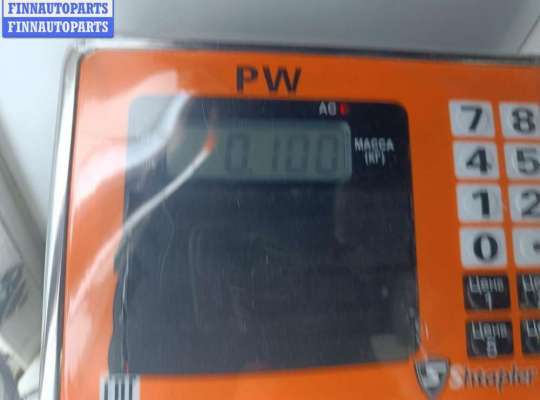 FINNAUTOPARTS
FINNAUTOPARTS
PW
AC
0.100
МАССА
(КГ)
7 8
4 5
1 2
0
Цена
1
Цена
5
Shtapler